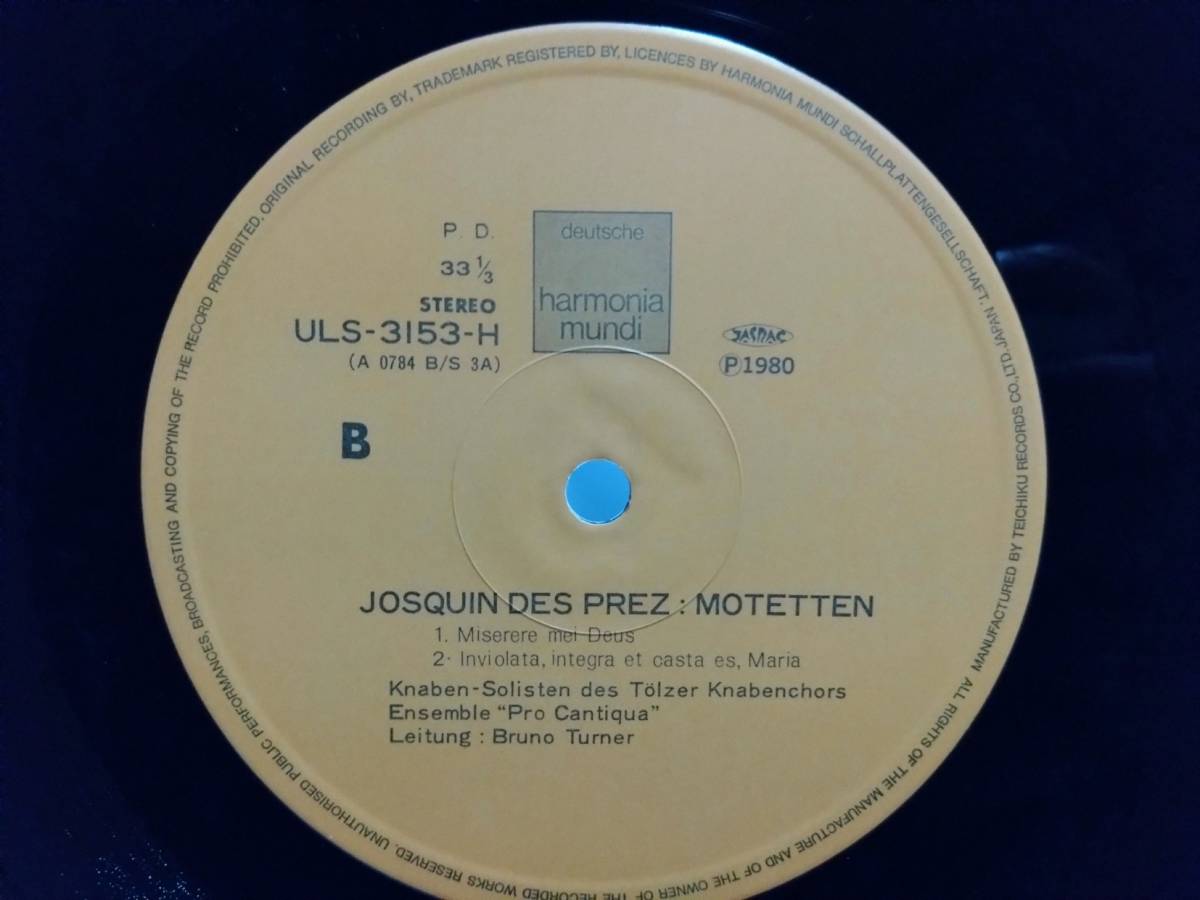 P. D.
33 ⅓
STEREO
ULS-3153-H
(A 0784 B/S 3A)
B
deutsche
harmonia
mundi
JASRAC
Ⓟ1980
JOSQUIN DES PREZ : MOTETTEN
1. Miserere mei Deus
2. Inviolata, integra et casta es, Maria
Knaben-Solisten des Tölzer Knabenchors
Ensemble "Pro Cantiqua"
Leitung : Bruno Turner
ORIGINAL RECORDING BY, TRADEMARK REGISTERED BY, LICENCES BY HARMONIA MUNDI SCHALLPLATTENGESELLSCHAFT. MANUFACTURED BY TEICHIKU RECORDS CO., LTD. JAPAN. ALL RIGHTS OF THE MANUFACTURE AND OF THE OWNER OF THE RECORDED WORKS RESERVED. UNAUTHORISED PUBLIC PERFORMANCES, BROADCASTING AND COPYING OF THE RECORD PROHIBITED.